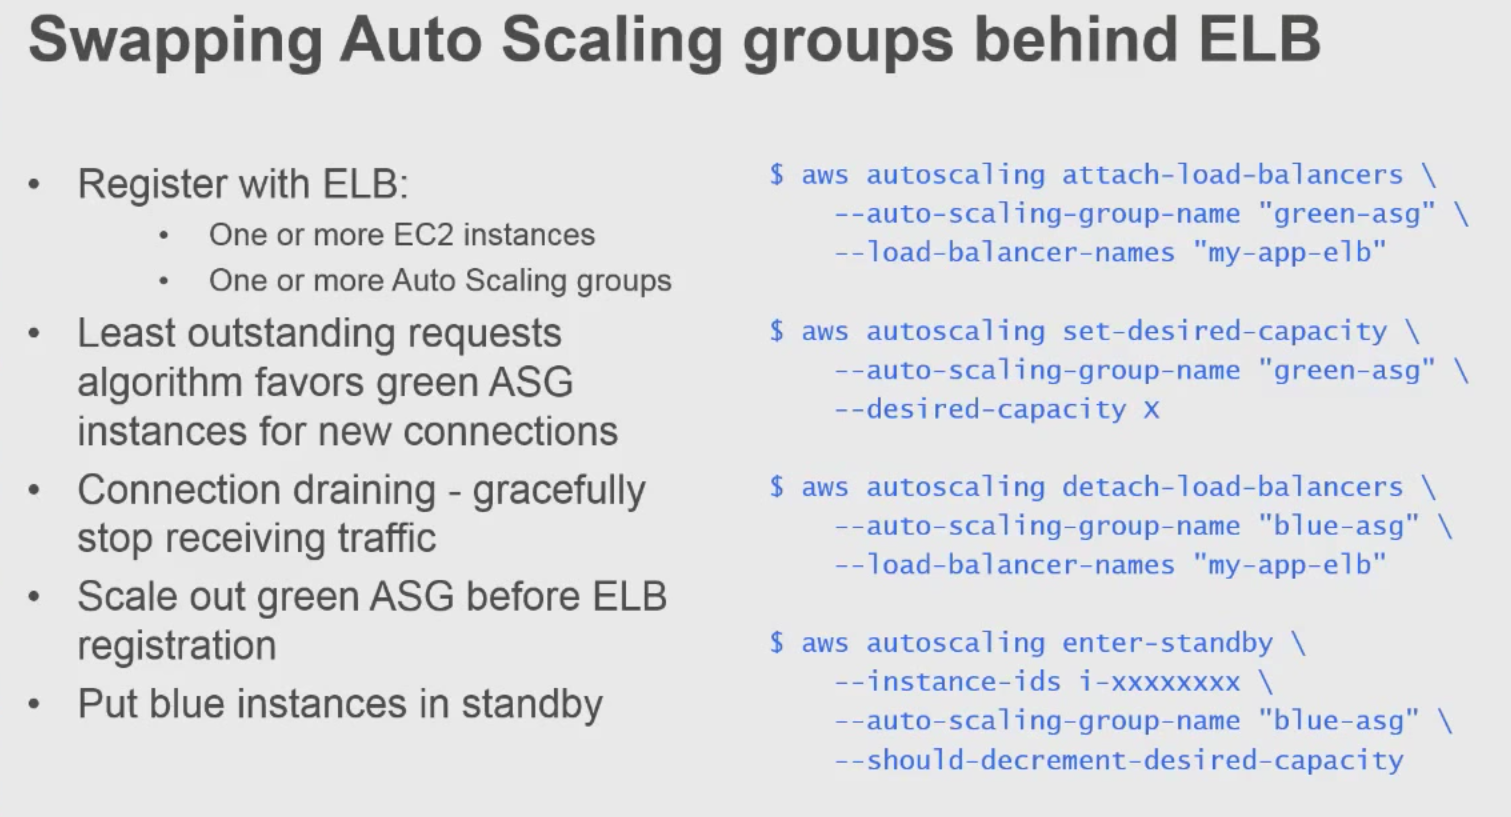 Swapping Auto Scaling groups behind ELB
• Register with ELB:
• One or more EC2 instances
• One or more Auto Scaling groups
• Least outstanding requests
algorithm favors green ASG
instances for new connections
• Connection draining - gracefully
stop receiving traffic
• Scale out green ASG before ELB
registration
• Put blue instances in standby
$ aws autoscaling attach-load-balancers \
--auto-scaling-group-name "green-asg" \
--load-balancer-names "my-app-elb"
$ aws autoscaling set-desired-capacity \
--auto-scaling-group-name "green-asg" \
--desired-capacity X
$ aws autoscaling detach-load-balancers \
--auto-scaling-group-name "blue-asg" \
--load-balancer-names "my-app-elb"
$ aws autoscaling enter-standby \
--instance-ids i-xxxxxxxx \
--auto-scaling-group-name "blue-asg" \
--should-decrement-desired-capacity